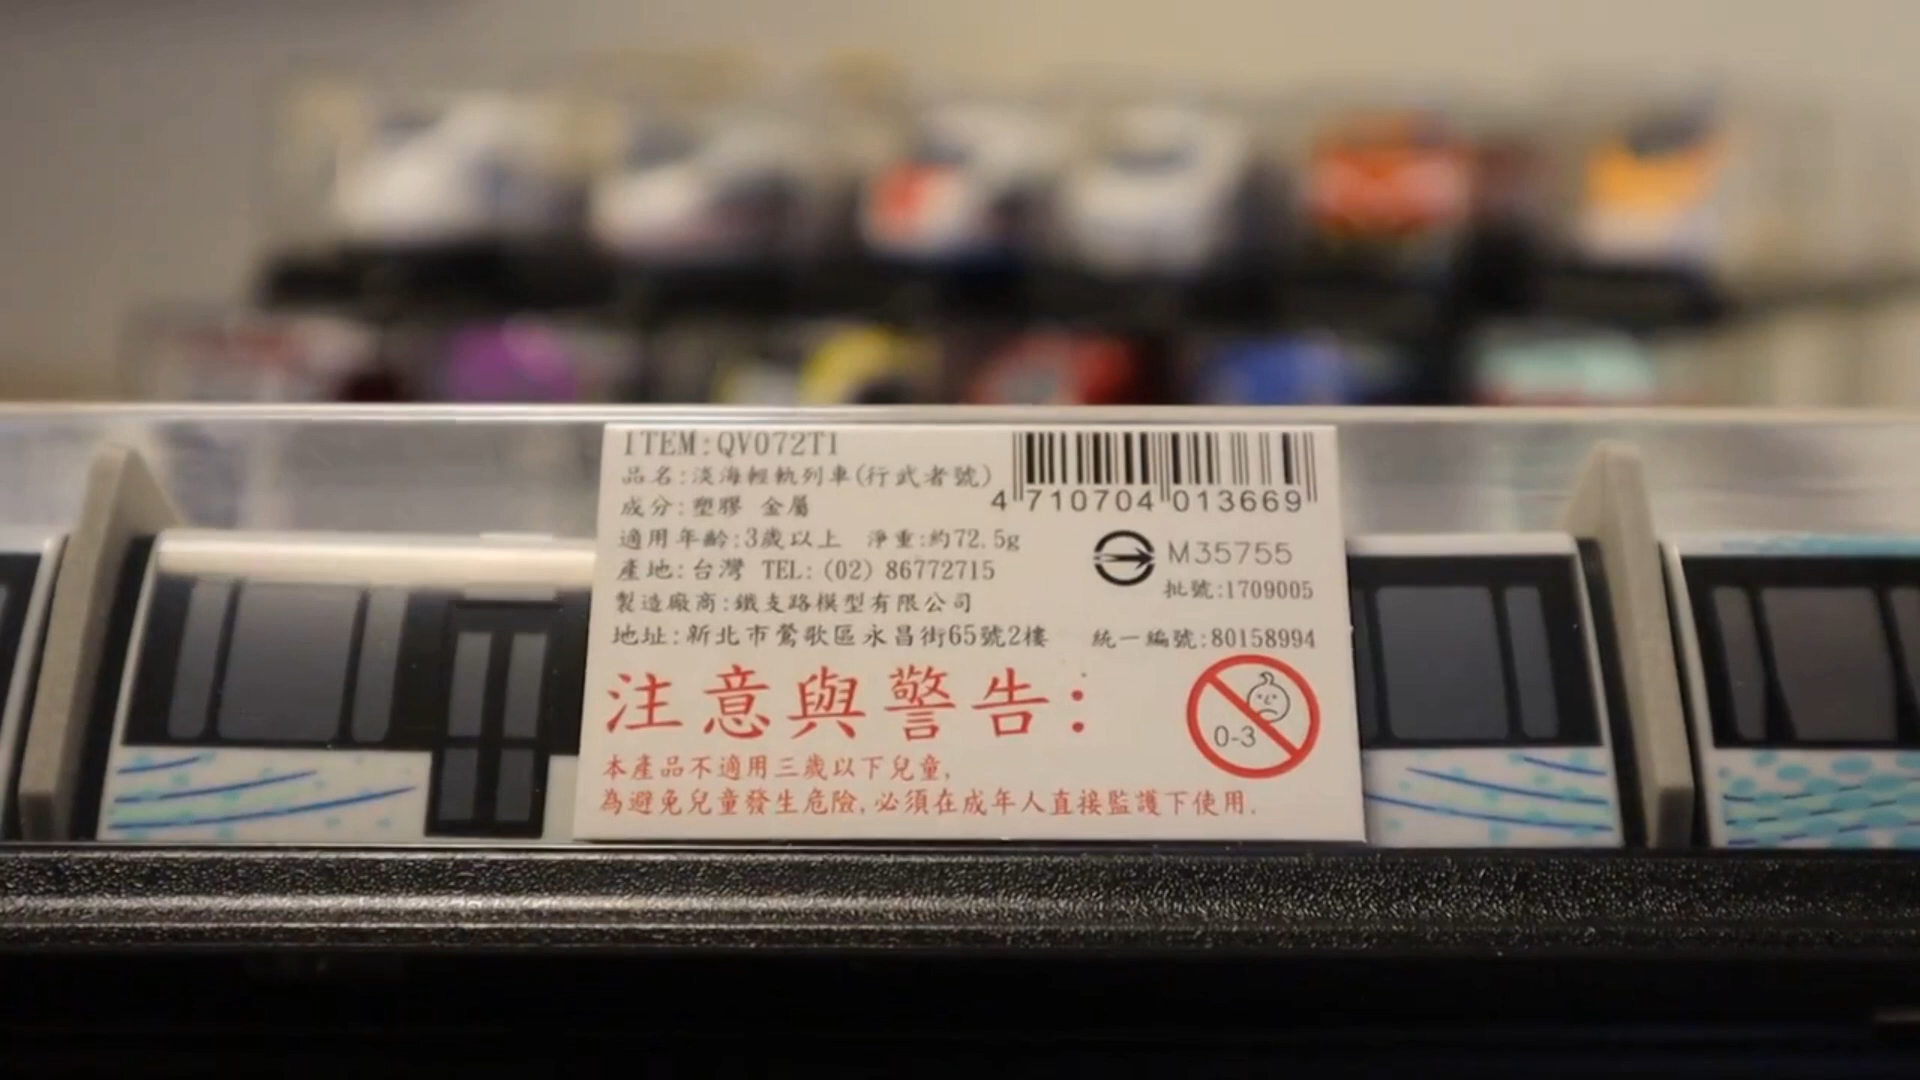 ITEM:QV072T1
品名:淡海輕軌列車(行武者號)
成分:塑膠 金屬
4 710704 013669
適用年齡:3歲以上 淨重:約72.5g
M35755
產地:台灣 TEL:(02) 86772715
批號:1709005
製造廠商:鐵支路模型有限公司
地址:新北市鶯歌區永昌街65號2樓
統一編號:80158994
注意與警告:
0-3
本產品不適用三歲以下兒童,
為避免兒童發生危險,必須在成年人直接監護下使用.